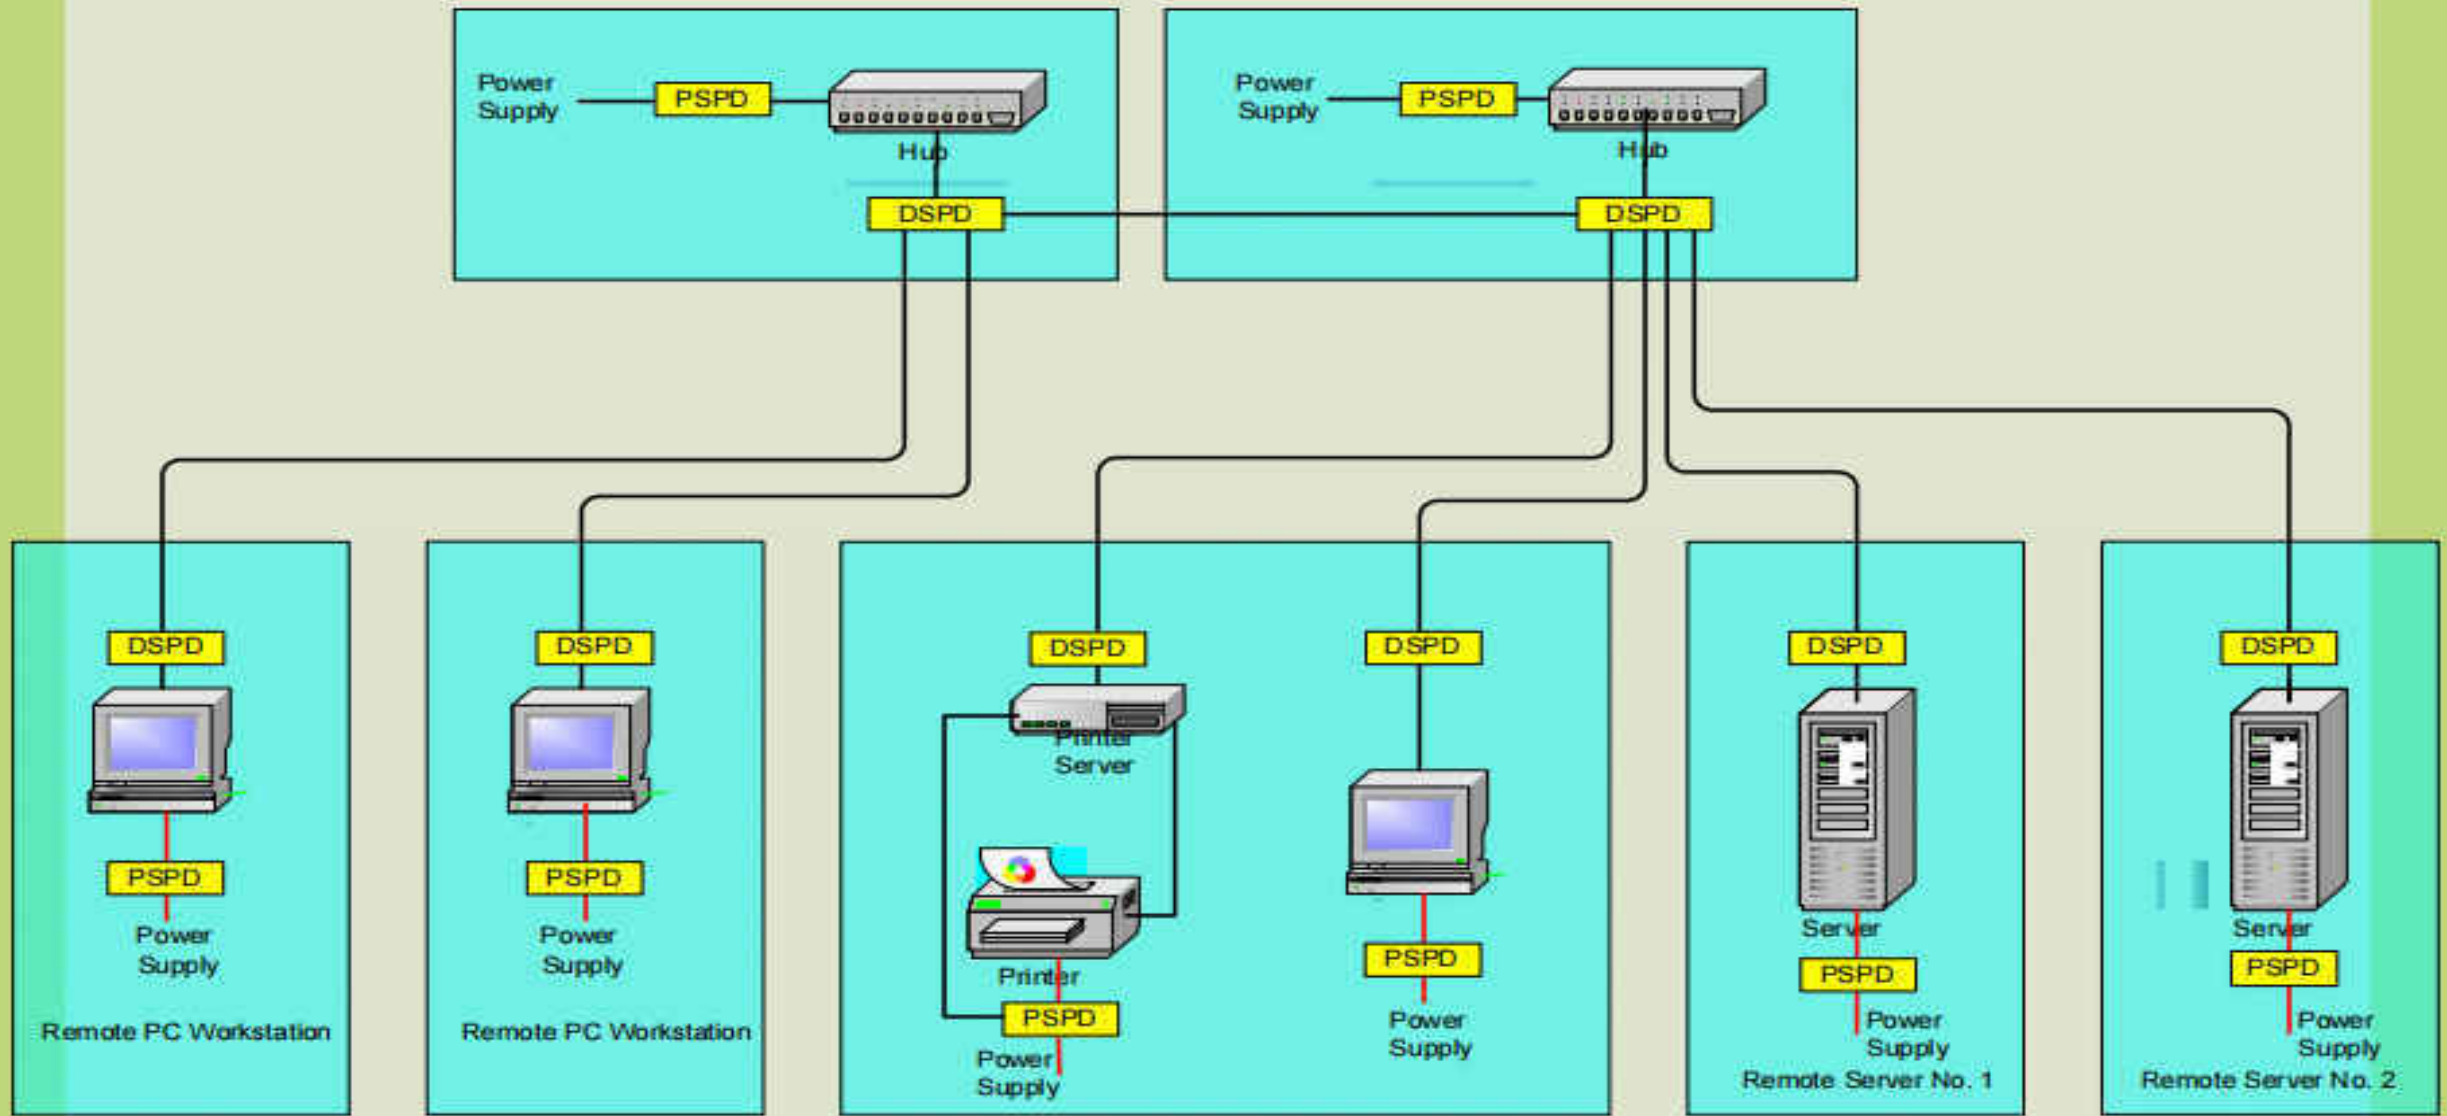 Power
Supply
PSPD
Hub
DSPD
Power
Supply
PSPD
Hub
DSPD
DSPD
PSPD
Power
Supply
Remote PC Workstation
DSPD
PSPD
Power
Supply
Remote PC Workstation
DSPD
Printer
Server
Printer
PSPD
Power
Supply
DSPD
PSPD
Power
Supply
DSPD
Server
PSPD
Power
Supply
Remote Server No. 1
DSPD
Server
PSPD
Power
Supply
Remote Server No. 2